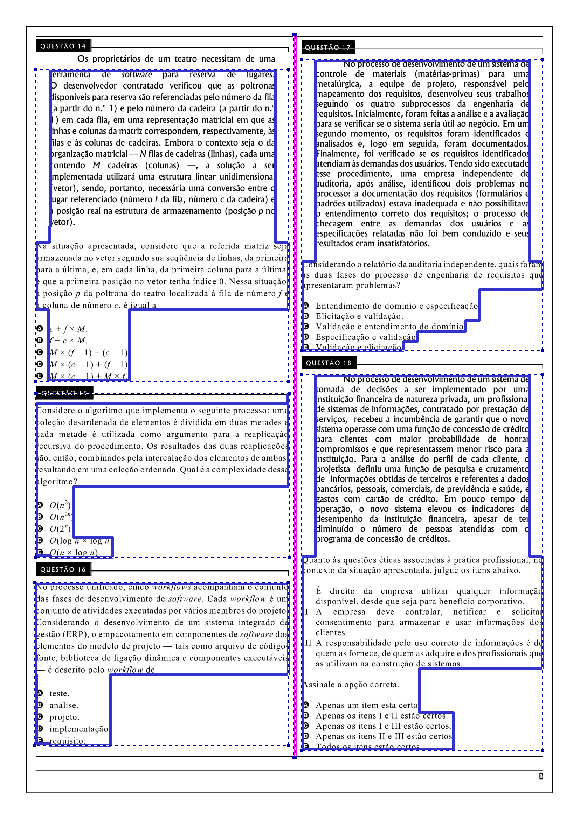 QUESTÃO 14
Os proprietários de um teatro necessitam de uma
ferramenta de software para reserva de lugares.
O desenvolvedor contratado verificou que as poltronas
disponíveis para reserva são referenciadas pelo número da fila
(a partir do n.º 1) e pelo número da cadeira (a partir do n.º
1) em cada fila, em uma representação matricial em que as
linhas e colunas da matriz correspondem, respectivamente, às
filas e às colunas de cadeiras. Embora o contexto seja o da
organização matricial — N filas de cadeiras (linhas), cada uma
contendo M cadeiras (colunas) —, a solução a ser
implementada utilizará uma estrutura linear unidimensional
(vetor), sendo, portanto, necessária uma conversão entre o
lugar referenciado (número f da fila, número c da cadeira) e
a posição real na estrutura de armazenamento (posição p no
vetor).
Na situação apresentada, considere que a referida matriz seja
armazenada no vetor segundo sua seqüência de linhas, da primeira
para a última, e, em cada linha, da primeira coluna para a última,
e que a primeira posição no vetor tenha índice 0. Nessa situação,
a posição p da poltrona do teatro localizada à fila de número f e
à coluna de número c, é igual a
A c + f × M.
B f + c × M.
C M × (f – 1) + (c – 1)
D M × (c – 1) + (f – 1)
E M × (c – 1) + M × f
Considere o algoritmo que implementa o seguinte processo: uma
coleção desordenada de elementos é dividida em duas metades e
cada metade é utilizada como argumento para a reaplicação
recursiva do procedimento. Os resultados das duas reaplicações
são, então, combinados pela intercalação dos elementos de ambas,
resultando em uma coleção ordenada. Qual é a complexidade desse
algoritmo?
A O(n²)
C O(2ⁿ)
D O(log n × log n)
E O(n × log n)
QUESTÃO 16
No processo unificado, cinco workflows acompanham o conjunto
das fases de desenvolvimento de software. Cada workflow é um
conjunto de atividades executadas por vários membros do projeto.
Considerando o desenvolvimento de um sistema integrado de
gestão (ERP), o empacotamento em componentes de software dos
elementos do modelo de projeto — tais como arquivo de código-
fonte, biblioteca de ligação dinâmica e componentes executáveis
— é descrito pelo workflow de
A teste.
B análise.
C projeto.
D implementação.
E requisito.
QUESTÃO 17
No processo de desenvolvimento de um sistema de
controle de materiais (matérias-primas) para uma
metalúrgica, a equipe de projeto, responsável pelo
mapeamento dos requisitos, desenvolveu seus trabalhos
seguindo os quatro subprocessos da engenharia de
requisitos. Inicialmente, foram feitas a análise e a avaliação
para se verificar se o sistema seria útil ao negócio. Em um
segundo momento, os requisitos foram identificados e
analisados e, logo em seguida, foram documentados.
Finalmente, foi verificado se os requisitos identificados
atendiam às demandas dos usuários. Tendo sido executado
esse procedimento, uma empresa independente de
auditoria, após análise, identificou dois problemas no
processo: a documentação dos requisitos (formulários e
padrões utilizados) estava inadequada e não possibilitava
o entendimento correto dos requisitos; o processo de
checagem entre as demandas dos usuários e as
especificações relatadas não foi bem conduzido e seus
resultados eram insatisfatórios.
Considerando o relatório da auditoria independente, quais foram
as duas fases do processo de engenharia de requisitos que
apresentaram problemas?
A Entendimento do domínio e especificação
B Elicitação e validação.
C Validação e entendimento do domínio
D Especificação e validação
E Validação e elicitação
QUESTÃO 18
No processo de desenvolvimento de um sistema de
tomada de decisões a ser implementado por uma
instituição financeira de natureza privada, um profissional
de sistemas de informações, contratado por prestação de
serviços, recebeu a incumbência de garantir que o novo
sistema operasse com uma função de concessão de crédito
para clientes com maior probabilidade de honrar
compromissos e que representassem menor risco para a
instituição. Para a análise do perfil de cada cliente, o
projetista definiu uma função de pesquisa e cruzamento
de informações obtidas de terceiros e referentes a dados
bancários, pessoais, comerciais, de previdência e saúde, e
gastos com cartão de crédito. Em pouco tempo de
operação, o novo sistema elevou os indicadores de
desempenho da instituição financeira, apesar de ter
diminuído o número de pessoas atendidas com o
programa de concessão de créditos.
Quanto às questões éticas associadas à prática profissional, no
contexto da situação apresentada, julgue os itens abaixo.
I É direito da empresa utilizar qualquer informação
disponível, desde que seja para benefício corporativo.
II A empresa deve controlar, notificar e solicitar
consentimento para armazenar e usar informações dos
clientes.
III A responsabilidade pelo uso correto de informações é de
quem as fornece, de quem as adquire e dos profissionais que
as utilizam na construção de sistemas.
Assinale a opção correta.
A Apenas um item está certo.
B Apenas os itens I e II estão certos.
C Apenas os itens I e III estão certos.
D Apenas os itens II e III estão certos.
E Todos os itens estão certos.